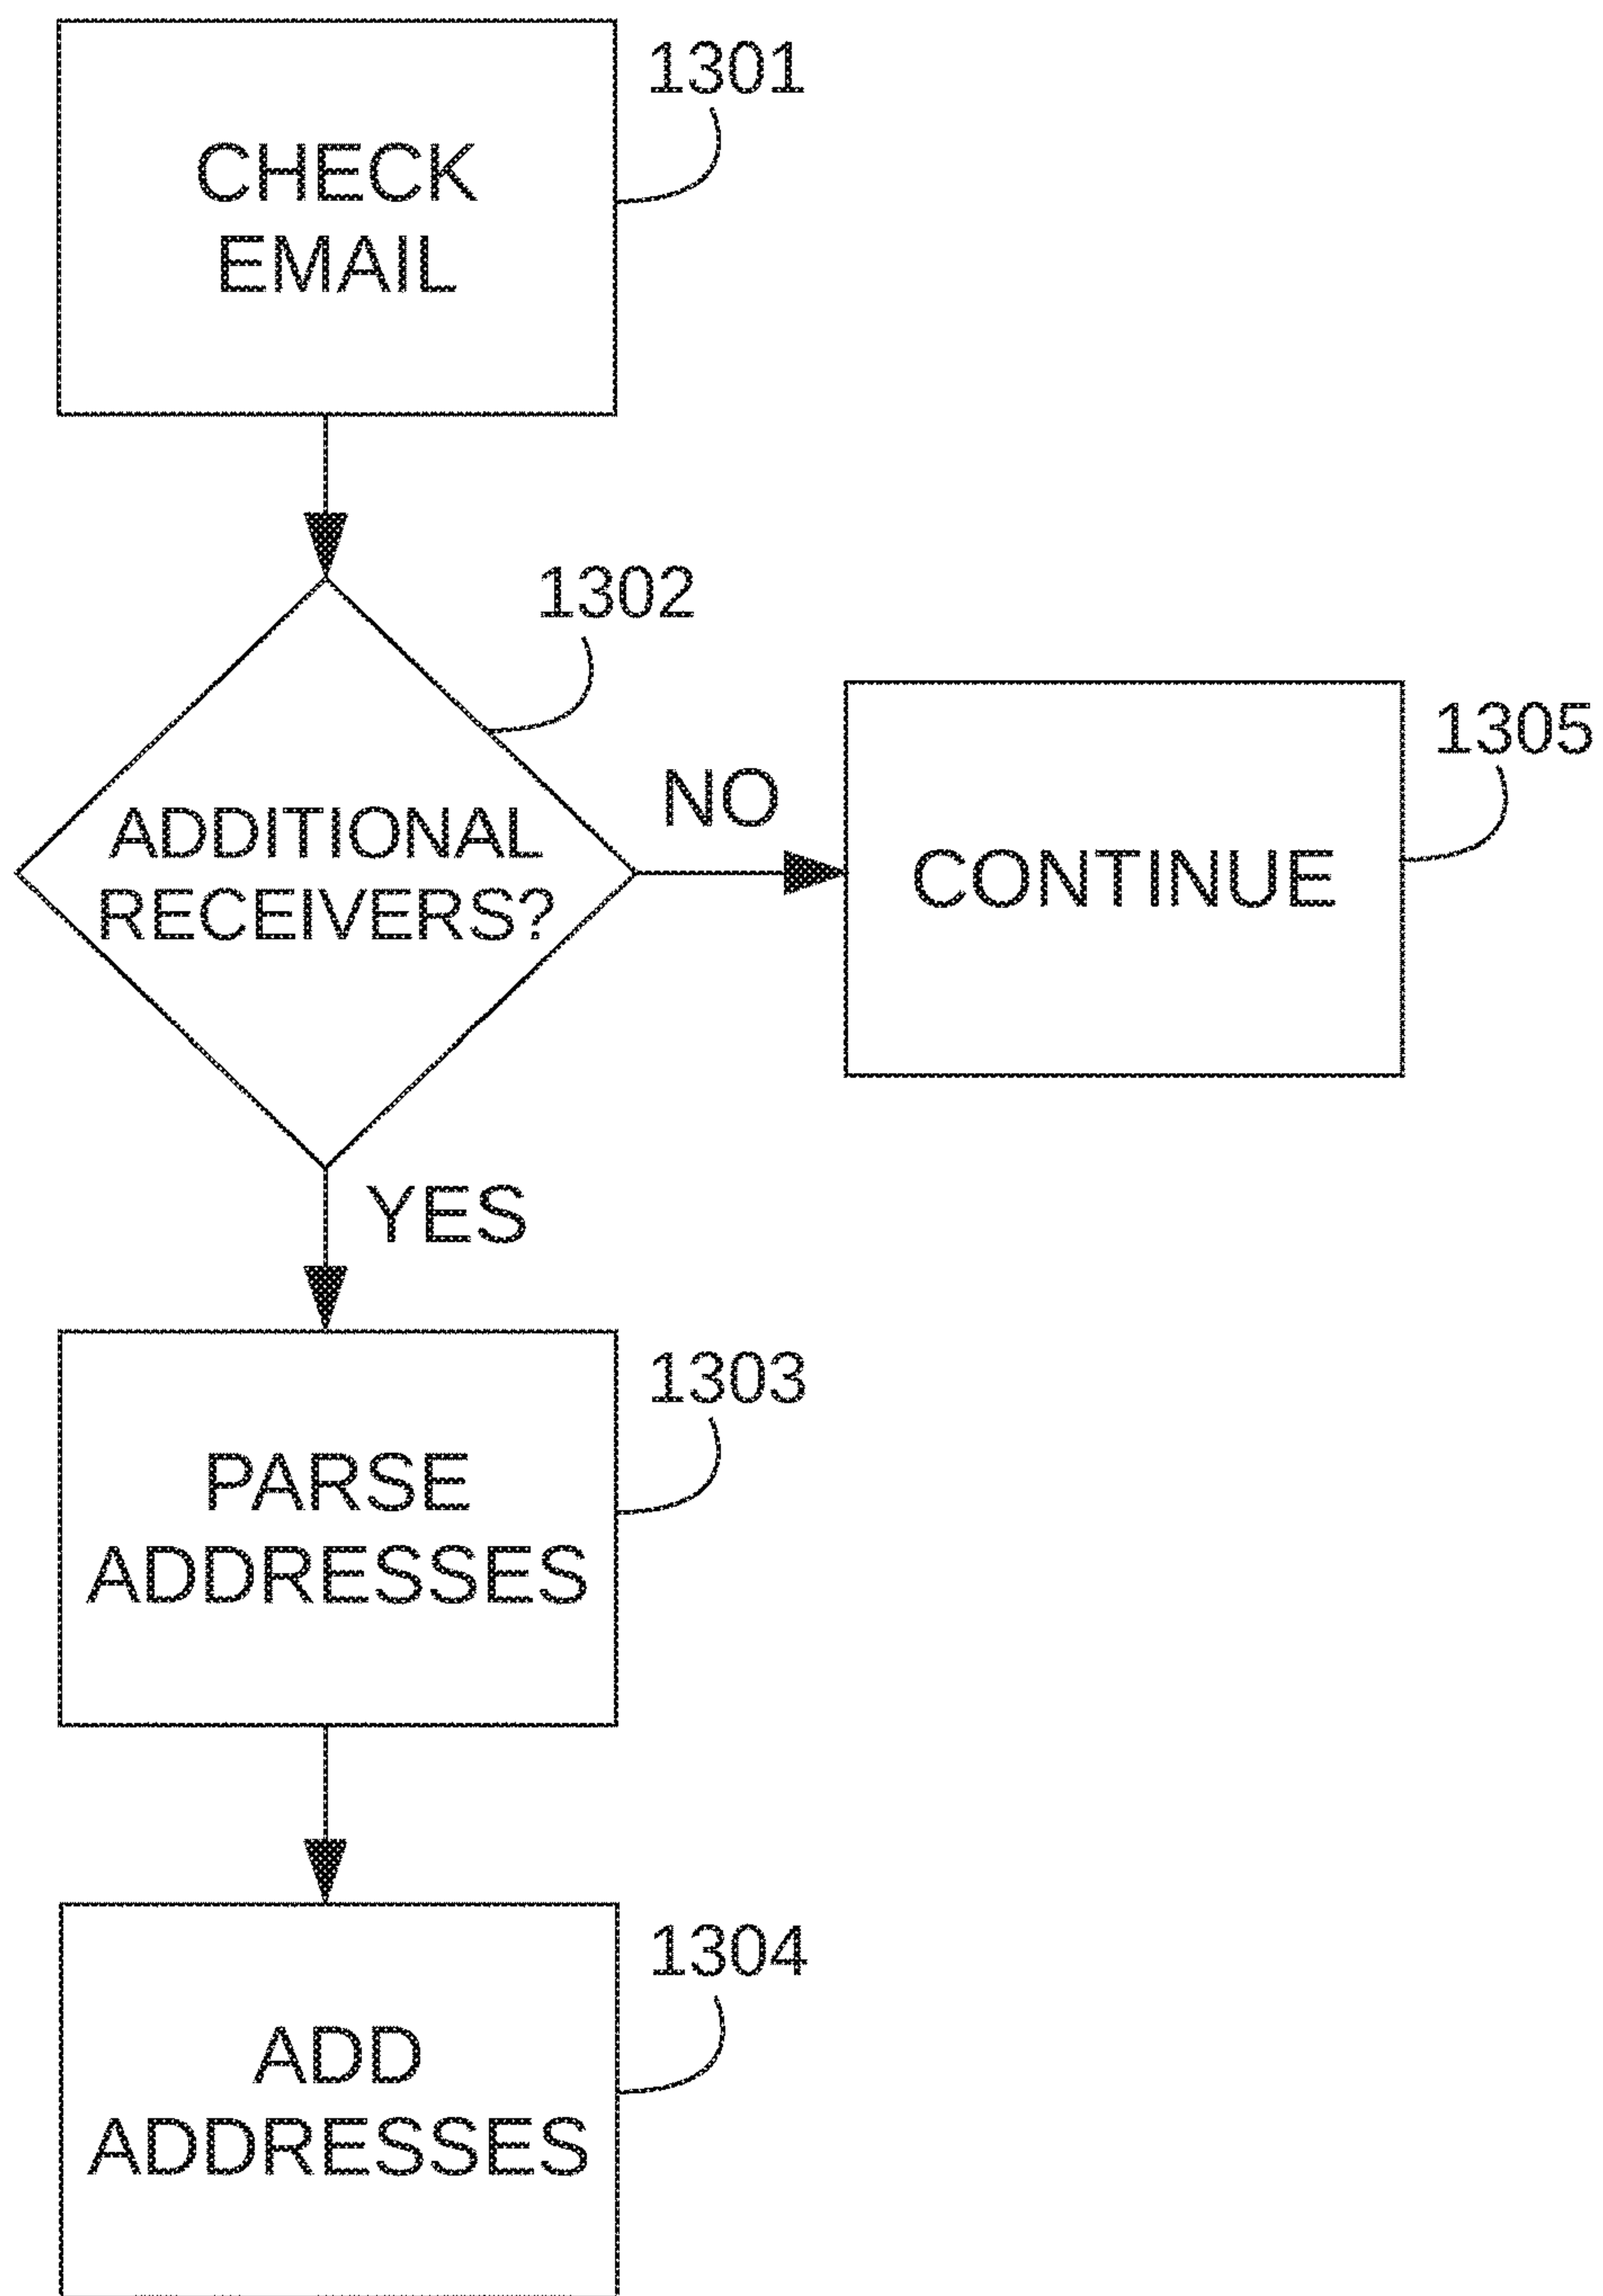 1301
CHECK
EMAIL
1302
ADDITIONAL
RECEIVERS?
NO
1305
CONTINUE
YES
1303
PARSE
ADDRESSES
1304
ADD
ADDRESSES